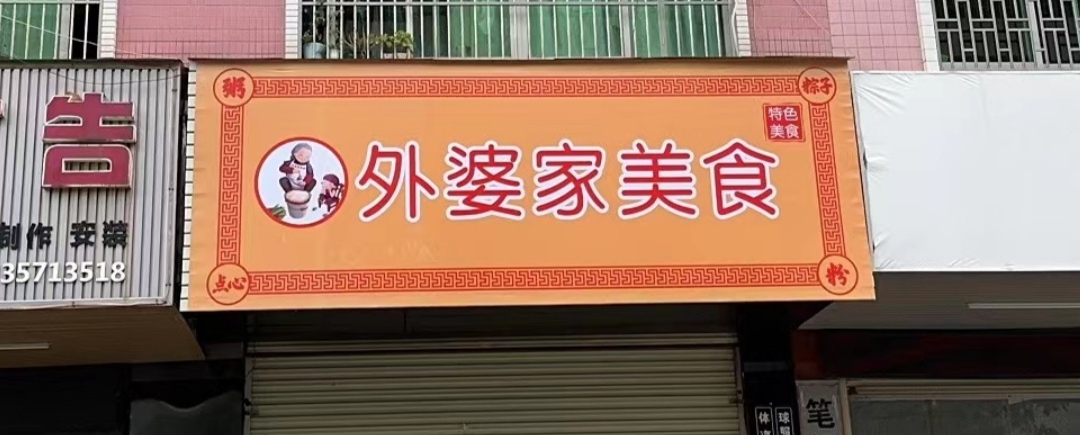 告
制作 安装
35713518
粥
粽子
特色
美食
外婆家美食
点心
粉
笔